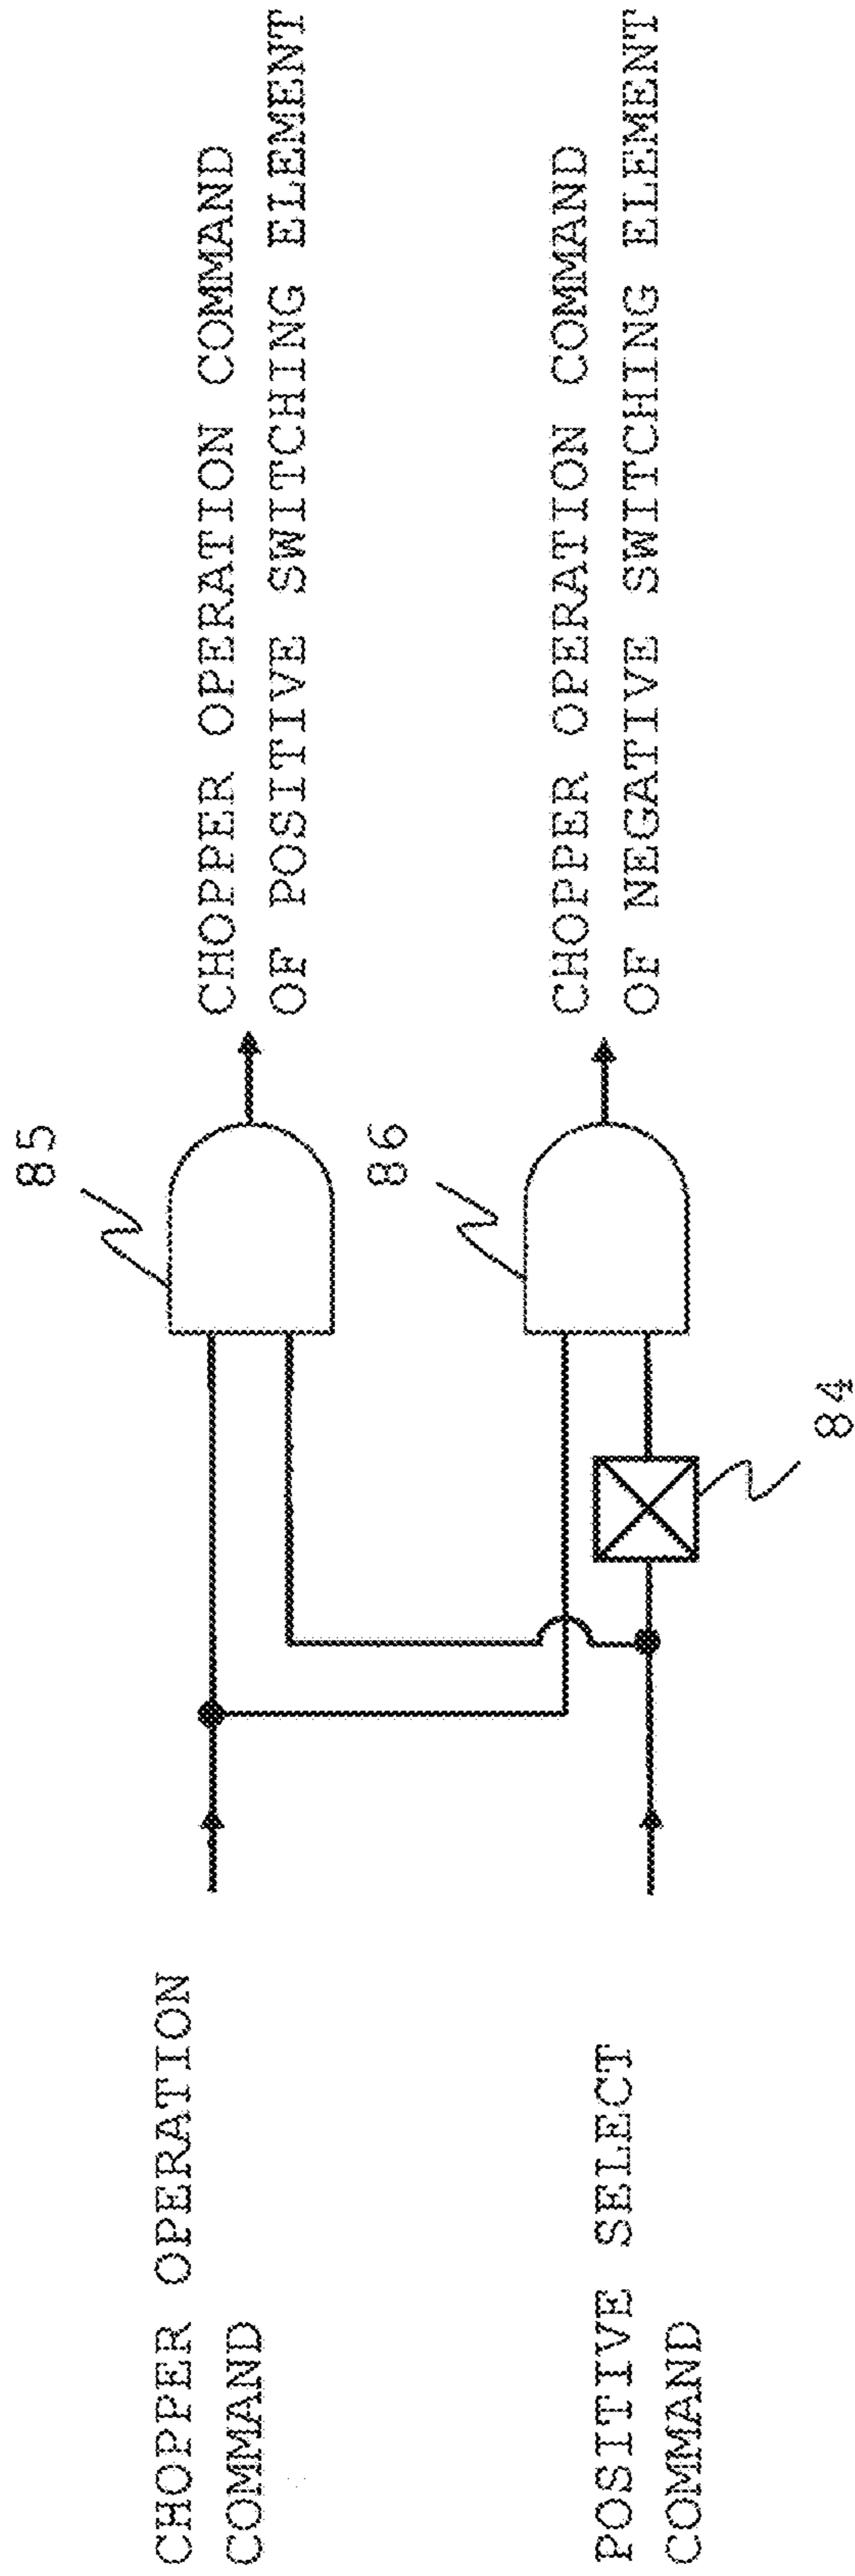 CHOPPER OPERATION
COMMAND
POSITIVE SELECT
COMMAND
84
85
86
CHOPPER OPERATION COMMAND
OF POSITIVE SWITCHING ELEMENT
CHOPPER OPERATION COMMAND
OF NEGATIVE SWITCHING ELEMENT